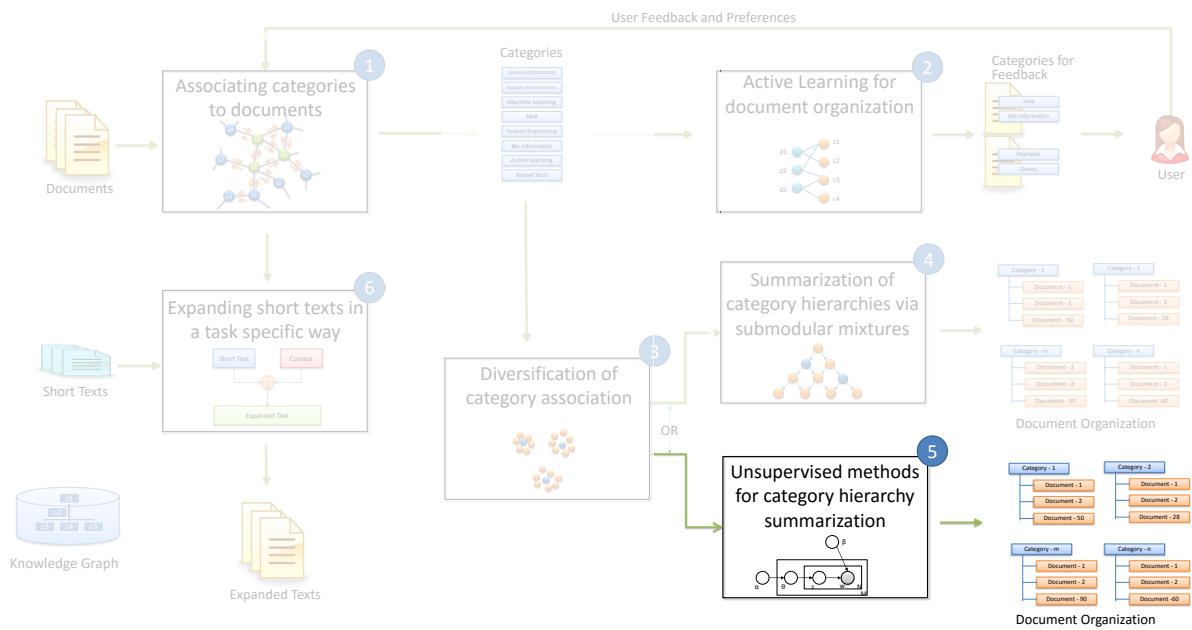 User Feedback and Preferences
1
Associating categories
to documents
Documents
Categories
Convex Optimization
Support Vector Machine
Machine Learning
Java
Feature Engineering
Bio Informatics
Active Learning
Kernel Trick
2
Active Learning for
document organization
d1
d2
d3
c1
c2
c3
c4
Categories for
Feedback
Java
Bio Informatics
Peptides
Genes
User
6
Expanding short texts in
a task specific way
Short Text
Context
Expanded Text
Short Texts
3
Diversification of
category association
OR
4
Summarization of
category hierarchies via
submodular mixtures
Category - 1
Document - 1
Document - 2
Document - 50
Category - 2
Document - 1
Document - 2
Document - 28
Category - m
Document - 1
Document - 2
Document - 90
Category - n
Document - 1
Document - 2
Document -60
Document Organization
5
Unsupervised methods
for category hierarchy
summarization
β
α
θ
z
w
N
M
Category - 1
Document - 1
Document - 2
Document - 50
Category - 2
Document - 1
Document - 2
Document - 28
Category - m
Document - 1
Document - 2
Document - 90
Category - n
Document - 1
Document - 2
Document -60
Document Organization
c1
c2
c3
c4
c5
Knowledge Graph
Expanded Texts